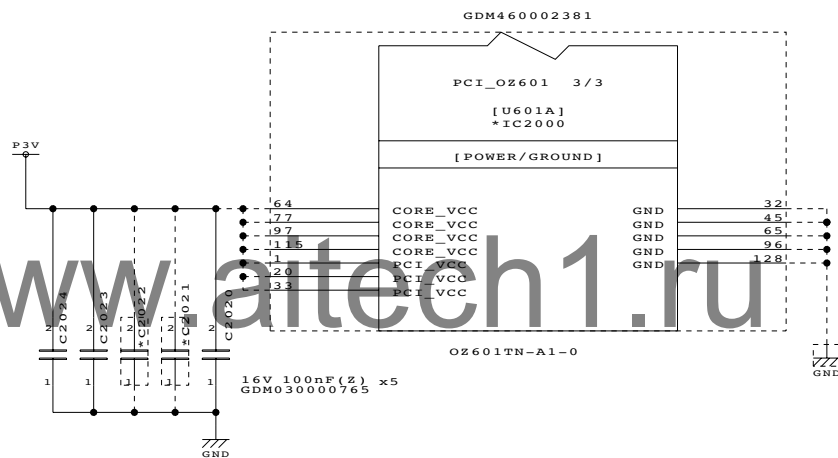 GDM460002381
PCI_OZ601 3/3
[U601A]
*IC2000
[POWER/GROUND]
P3V
64 CORE_VCC GND 32
77 CORE_VCC GND 45
97 CORE_VCC GND 65
115 CORE_VCC GND 96
1 PCI_VCC GND 128
20 PCI_VCC
33 PCI_VCC
www.aitech1.ru
2 C2024
2 C2023
2 *C2022
2 *C2021
2 C2020
1 1 1 1 1
OZ601TN-A1-0
16V 100nF(Z) x5
GDM030000765
GND
GND